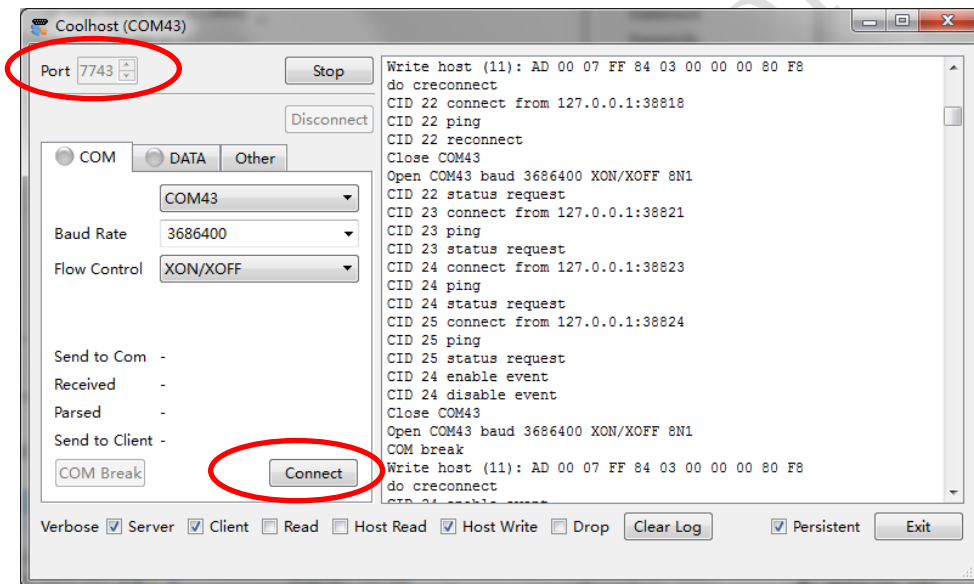 Coolhost (COM43)
Port 7743
Stop
Disconnect
COM DATA Other
COM43
Baud Rate 3686400
Flow Control XON/XOFF
Send to Com -
Received -
Parsed -
Send to Client -
COM Break Connect
Write host (11): AD 00 07 FF 84 03 00 00 00 80 F8
do creconnect
CID 22 connect from 127.0.0.1:38818
CID 22 ping
CID 22 reconnect
Close COM43
Open COM43 baud 3686400 XON/XOFF 8N1
CID 22 status request
CID 23 connect from 127.0.0.1:38821
CID 23 ping
CID 23 status request
CID 24 connect from 127.0.0.1:38823
CID 24 ping
CID 24 status request
CID 25 connect from 127.0.0.1:38824
CID 25 ping
CID 25 status request
CID 24 enable event
CID 24 disable event
Close COM43
Open COM43 baud 3686400 XON/XOFF 8N1
COM break
Write host (11): AD 00 07 FF 84 03 00 00 00 80 F8
do creconnect
CID 24 enable event
Verbose Server Client Read Host Read Host Write Drop Clear Log Persistent Exit